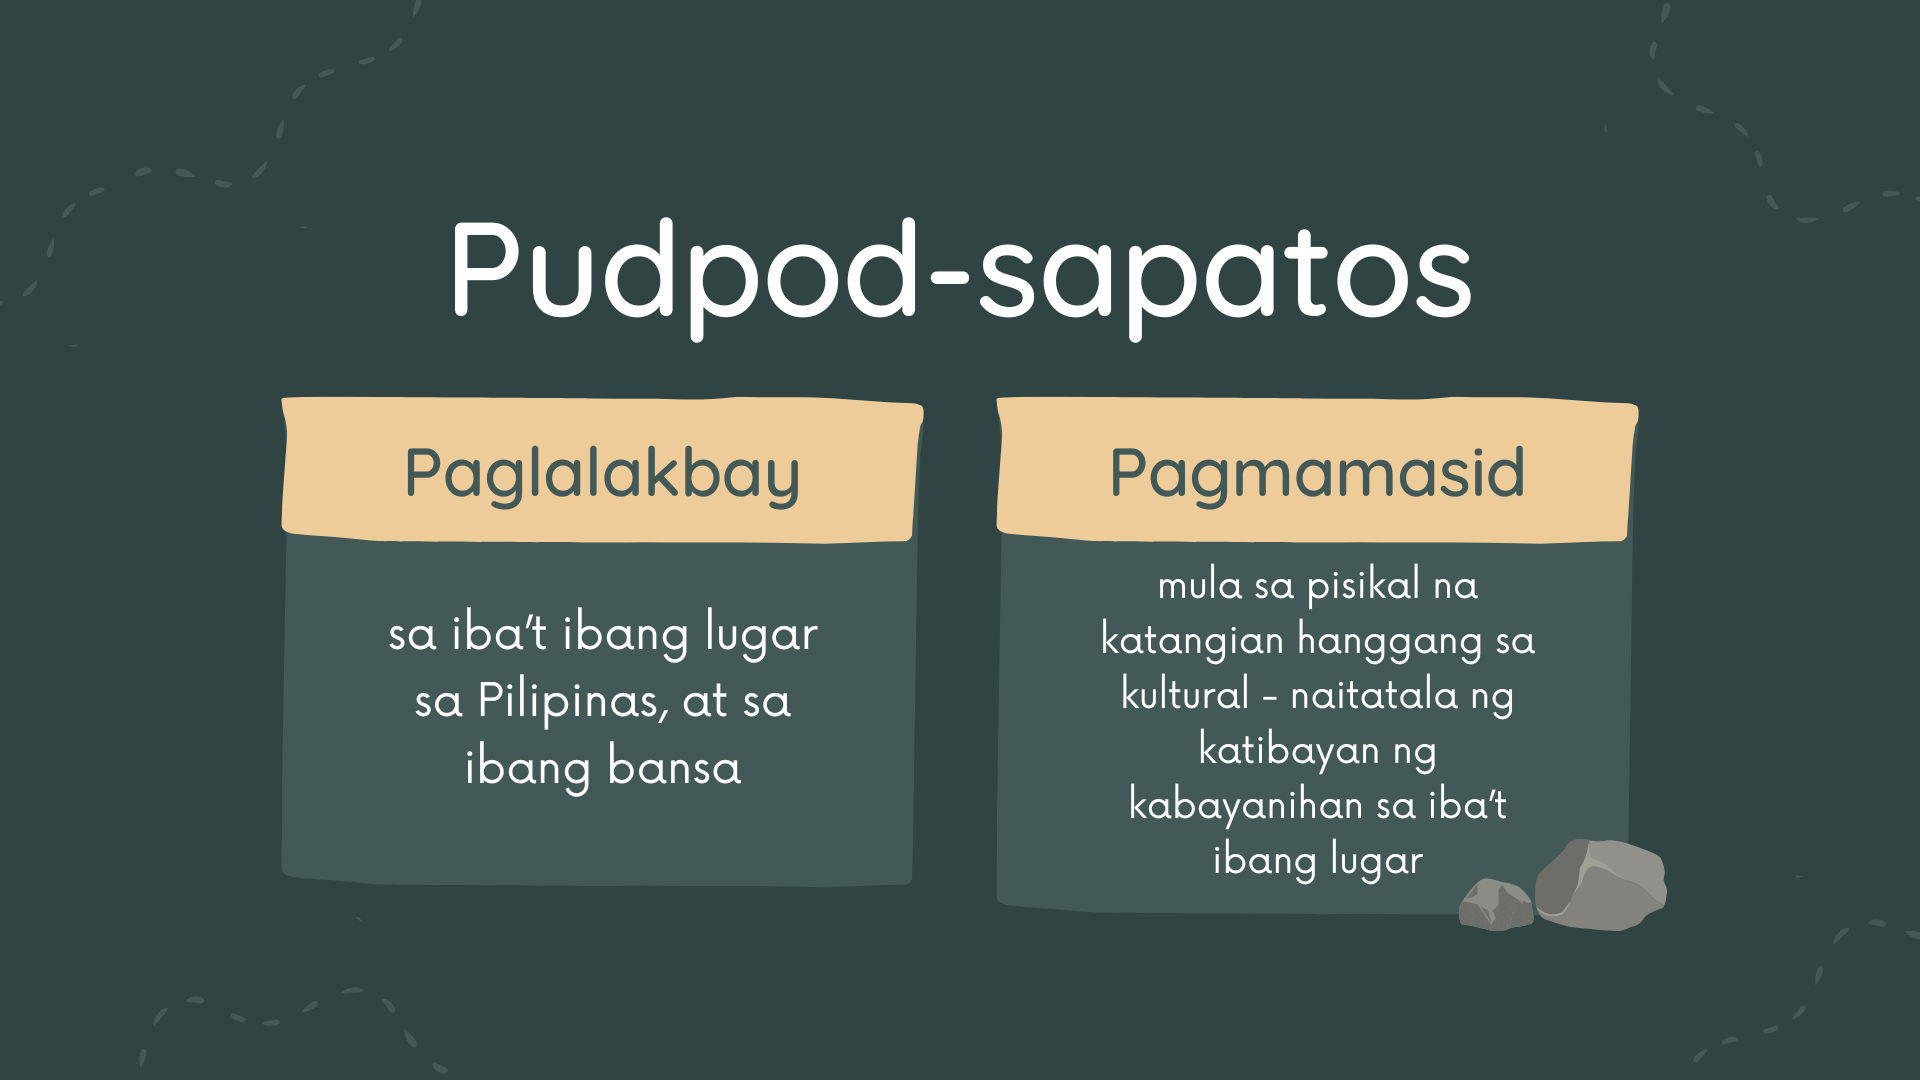 Pudpod-sapatos
Paglalakbay
sa iba't ibang lugar
sa Pilipinas, at sa
ibang bansa
Pagmamasid
mula sa pisikal na
katangian hanggang sa
kultural – naitatala ng
katibayan ng
kabayanihan sa iba't
ibang lugar